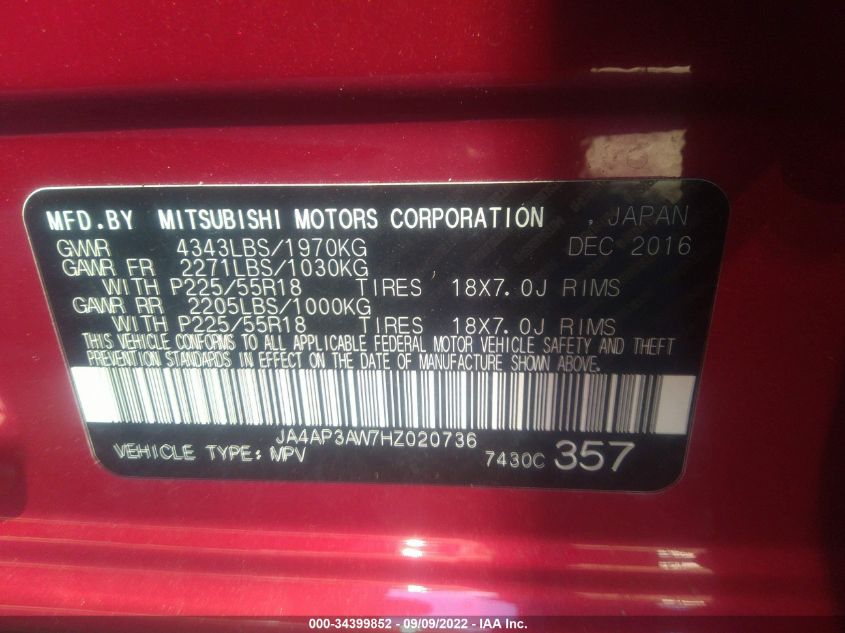 MFD.BY MITSUBISHI MOTORS CORPORATION , JAPAN
GVWR 4343LBS/1970KG DEC 2016
GAWR FR 2271LBS/1030KG
WITH P225/55R18 TIRES 18X7.0J RIMS
GAWR RR 2205LBS/1000KG
WITH P225/55R18 TIRES 18X7.0J RIMS
THIS VEHICLE CONFORMS TO ALL APPLICABLE FEDERAL MOTOR VEHICLE SAFETY AND THEFT
PREVENTION STANDARDS IN EFFECT ON THE DATE OF MANUFACTURE SHOWN ABOVE.
JA4AP3AW7HZ020736
VEHICLE TYPE: MPV 7430C 357
000-34399852 - 09/09/2022 - IAA Inc.